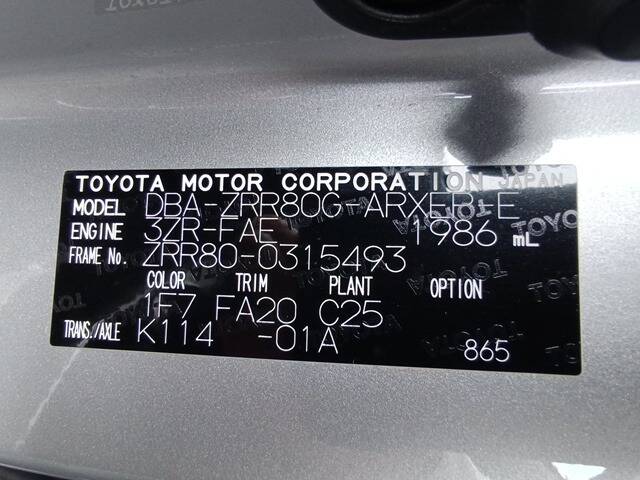 TOYOTA MOTOR CORPORATION JAPAN
MODEL DBA-ZRR80G-ARXEB-E
ENGINE 3ZR-FAE 1986 mL
FRAME No. ZRR80-0315493
COLOR TRIM PLANT OPTION
1F7 FA20 C25
TRANS./AXLE K114 -01A 865